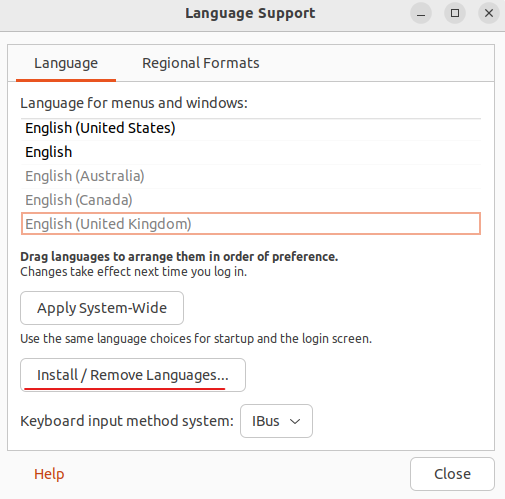 Language Support
Language Regional Formats
Language for menus and windows:
English (United States)
English
English (Australia)
English (Canada)
English (United Kingdom)
Drag languages to arrange them in order of preference.
Changes take effect next time you log in.
Apply System-Wide
Use the same language choices for startup and the login screen.
Install / Remove Languages...
Keyboard input method system: IBus
Help Close